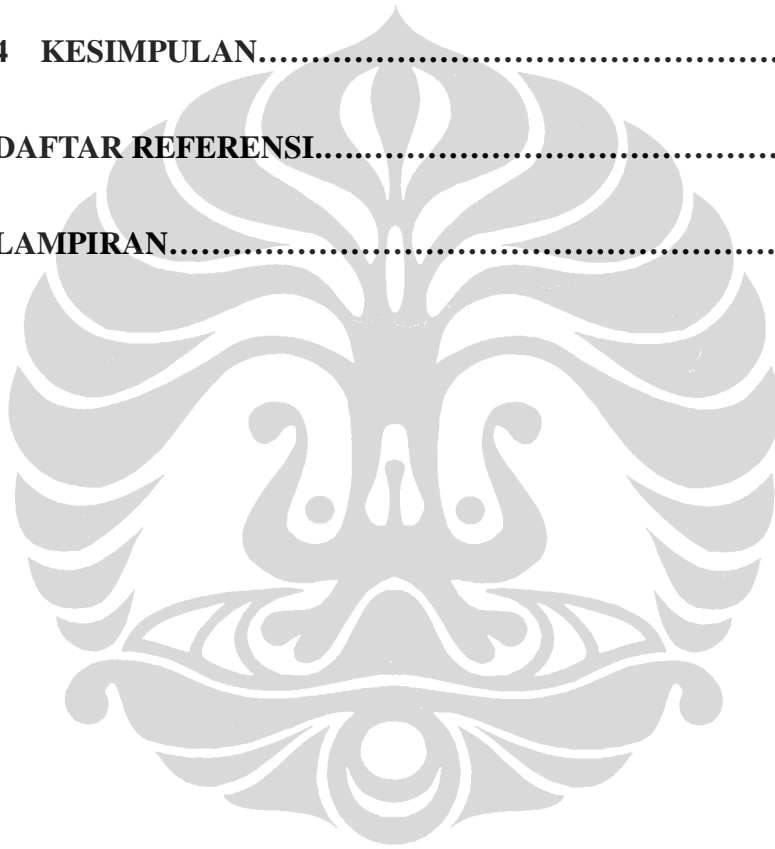 4 KESIMPULAN……………………………………………
DAFTAR REFERENSI..…………………………………………
LAMPIRAN……………………………………………………